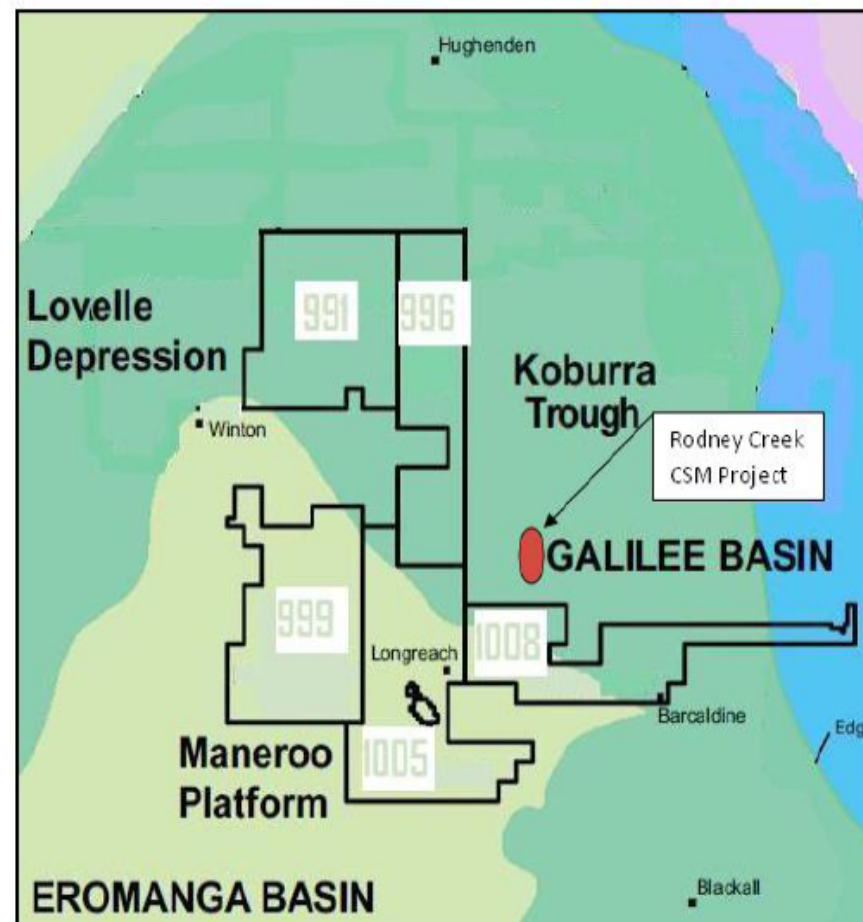 Hughenden
Lovelle
Depression
991
996
Koburra
Trough
Winton
Rodney Creek
CSM Project
GALILEE BASIN
999
1008
Longreach
Barcaldine
Edg
Maneroo
Platform
1005
Blackall
EROMANGA BASIN